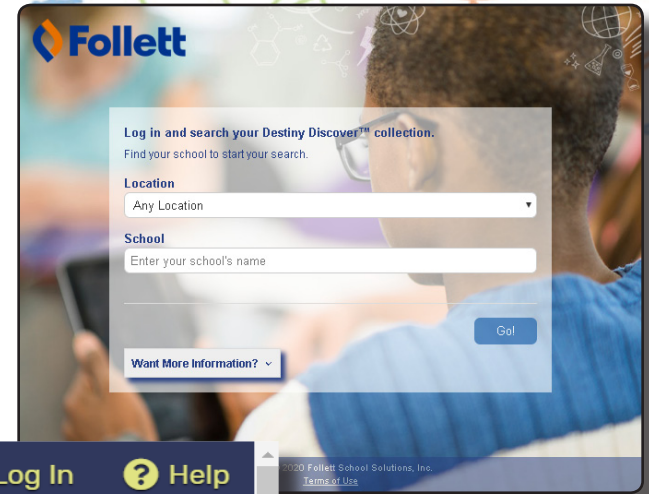 Follett
Log in and search your Destiny Discover™ collection.
Find your school to start your search.
Location
Any Location
School
Enter your school's name
Go!
Want More Information?
2020 Follett School Solutions, Inc.
Terms of Use
Log In
Help